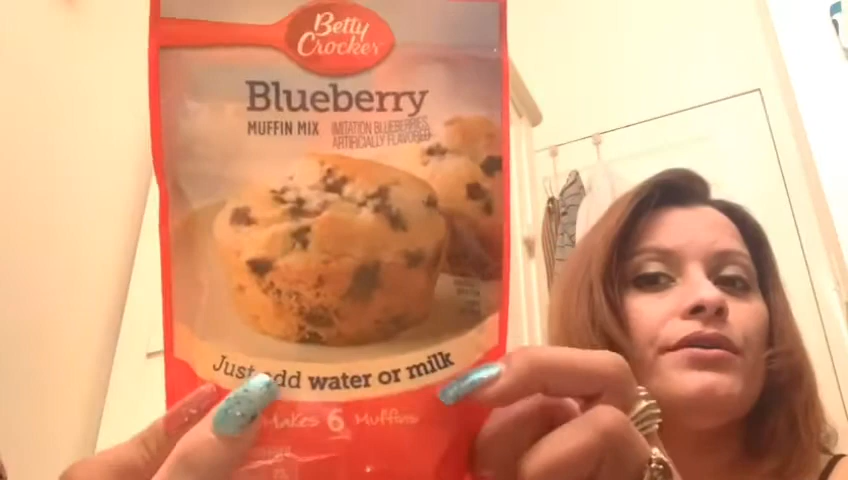 Betty
Crocker
Blueberry
MUFFIN MIX
IMITATION BLUEBERRIES
ARTIFICIALLY FLAVORED
Just add water or milk
Makes 6 Muffins